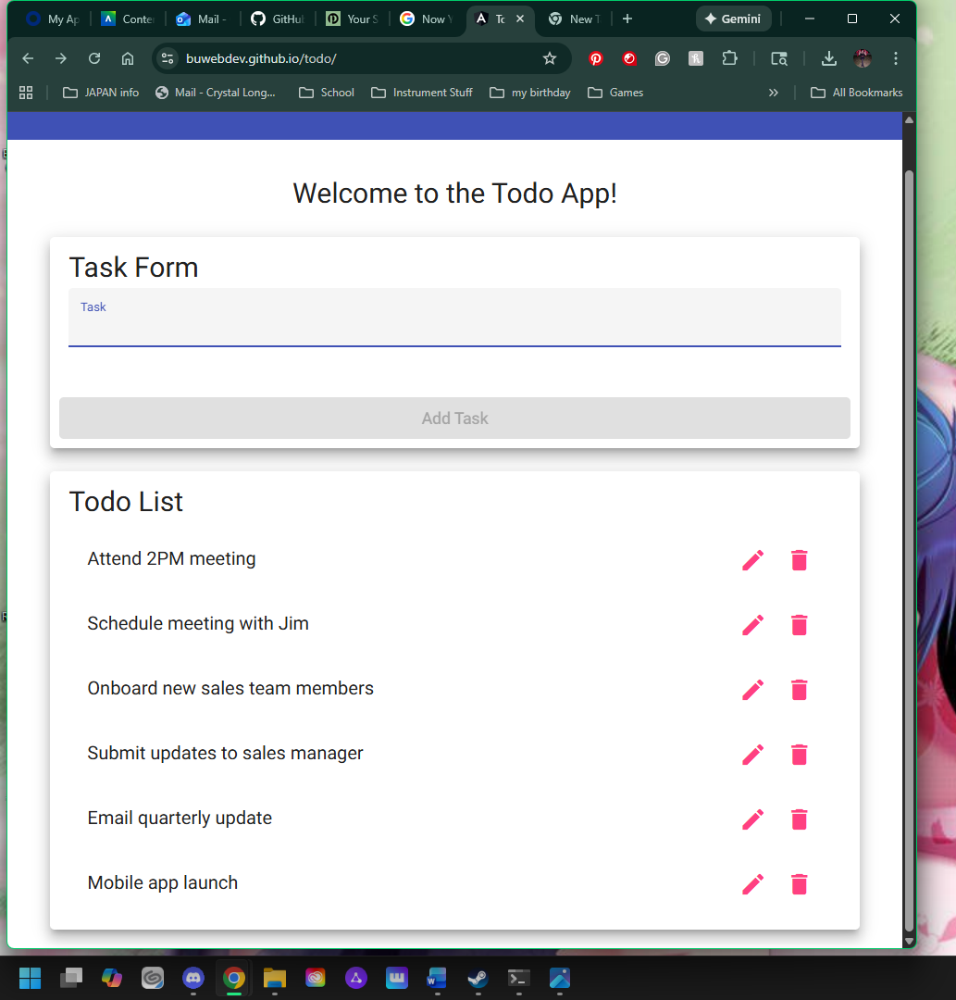 My Ap
Conte
Mail -
GitHu
Your S
Now Y
To
New T
Gemini
buwebdev.github.io/todo/
JAPAN info
Mail - Crystal Long...
School
Instrument Stuff
my birthday
Games
All Bookmarks
Welcome to the Todo App!
Task Form
Task
Add Task
Todo List
Attend 2PM meeting
Schedule meeting with Jim
Onboard new sales team members
Submit updates to sales manager
Email quarterly update
Mobile app launch